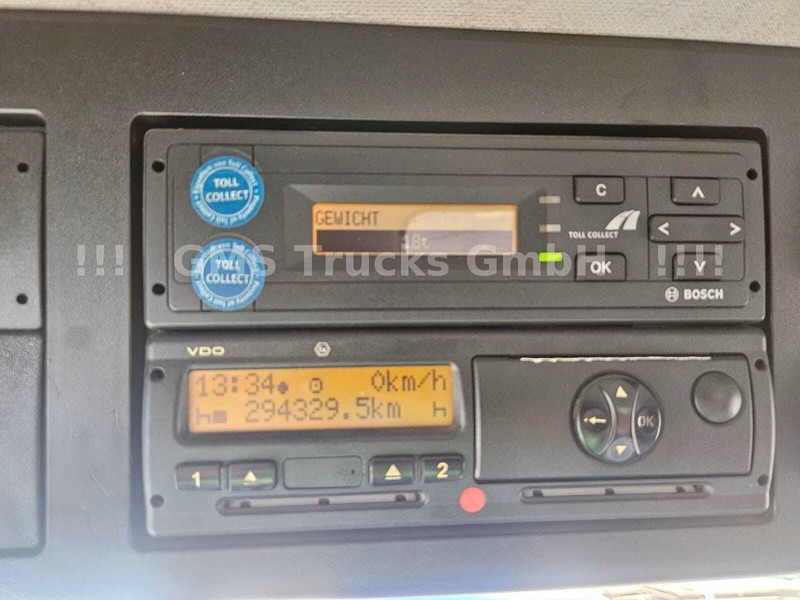 TOLL
COLLECT
GEWICHT
18t
C
TOLL COLLECT
< >
OK
TOLL
COLLECT
BOSCH
!!! GMS Trucks GmbH !!!!
VDO
13:34 0km/h
294329.5km
OK
1
2